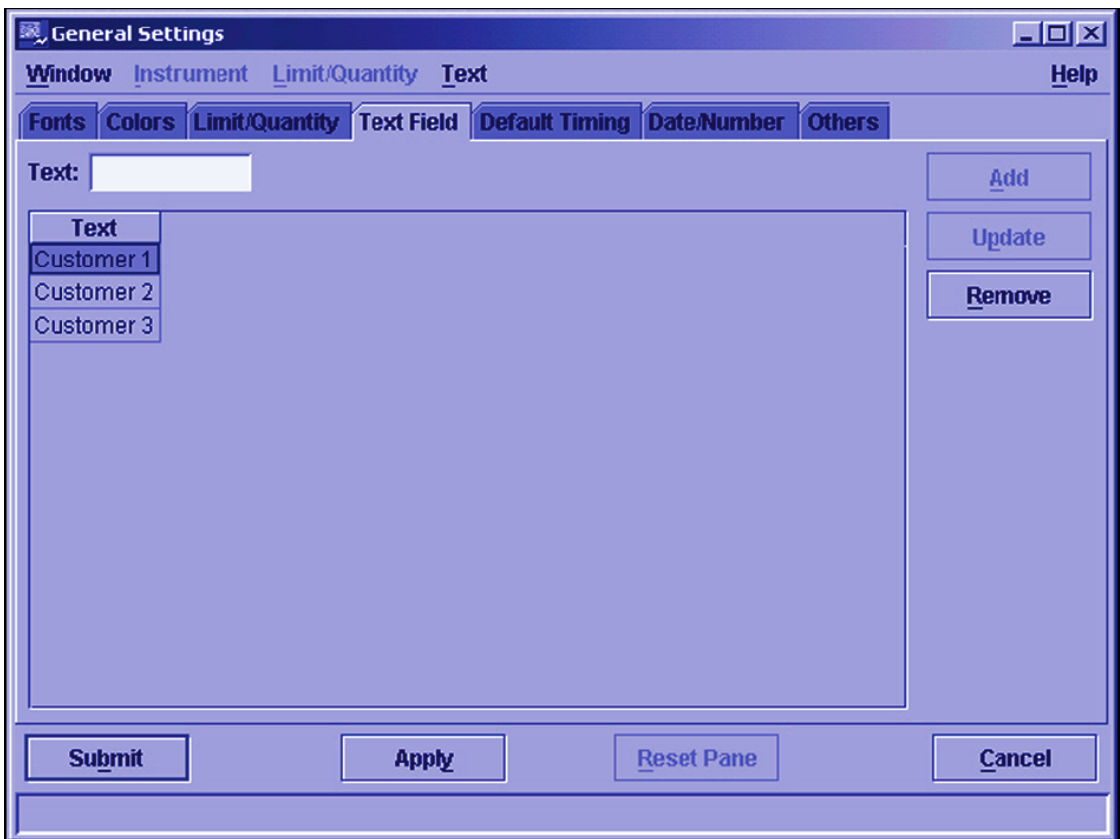 General Settings
Window Instrument Limit/Quantity Text Help
Fonts Colors Limit/Quantity Text Field Default Timing Date/Number Others
Text:
Add
Text
Update
Customer 1
Customer 2
Remove
Customer 3
Submit Apply Reset Pane Cancel